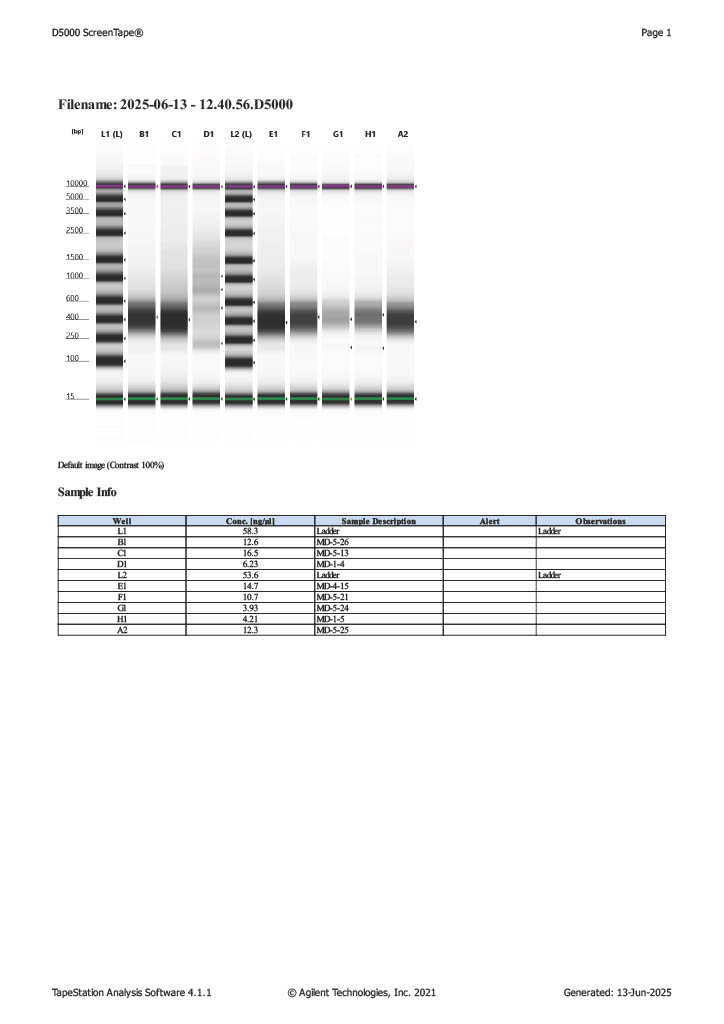 D5000 ScreenTape® Page 1
Filename: 2025-06-13 - 12.40.56.D5000
[bp] L1 (L) B1 C1 D1 L2 (L) E1 F1 G1 H1 A2
10000
5000
3500
2500
1500
1000
600
400
250
100
15
Default image (Contrast 100%)
Sample Info
Well Conc. [ng/µl] Sample Description Alert Observations
L1 58.3 Ladder Ladder
B1 12.6 MD-5-26
C1 16.5 MD-5-13
D1 6.23 MD-1-4
L2 53.6 Ladder Ladder
E1 14.7 MD-4-15
F1 10.7 MD-5-21
G1 3.93 MD-5-24
H1 4.21 MD-1-5
A2 12.3 MD-5-25
TapeStation Analysis Software 4.1.1 © Agilent Technologies, Inc. 2021 Generated: 13-Jun-2025